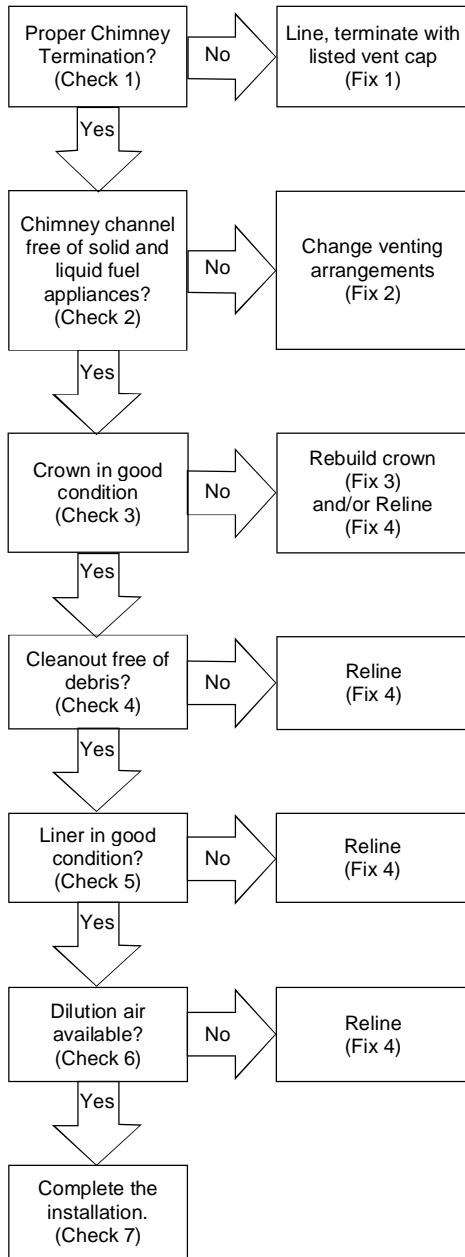 Proper Chimney
Termination?
(Check 1)
No
Line, terminate with
listed vent cap
(Fix 1)
Yes
Chimney channel
free of solid and
liquid fuel
appliances?
(Check 2)
No
Change venting
arrangements
(Fix 2)
Yes
Crown in good
condition
(Check 3)
No
Rebuild crown
(Fix 3)
and/or Reline
(Fix 4)
Yes
Cleanout free of
debris?
(Check 4)
No
Reline
(Fix 4)
Yes
Liner in good
condition?
(Check 5)
No
Reline
(Fix 4)
Yes
Dilution air
available?
(Check 6)
No
Reline
(Fix 4)
Yes
Complete the
installation.
(Check 7)